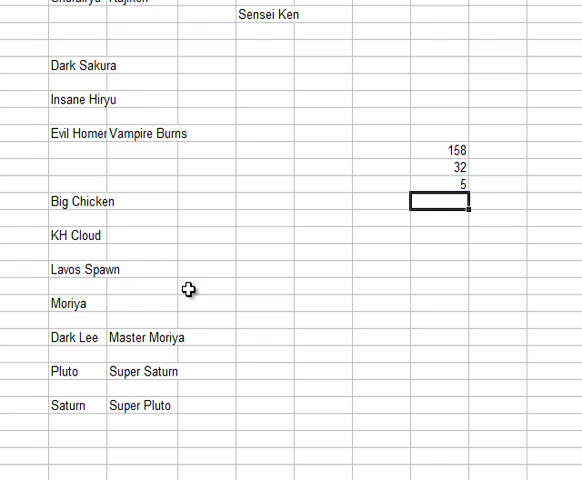 Sensei Ken
Dark Sakura
Insane Hiryu
Evil Homer Vampire Burns
158
32
5
Big Chicken
KH Cloud
Lavos Spawn
Moriya
Dark Lee Master Moriya
Pluto Super Saturn
Saturn Super Pluto